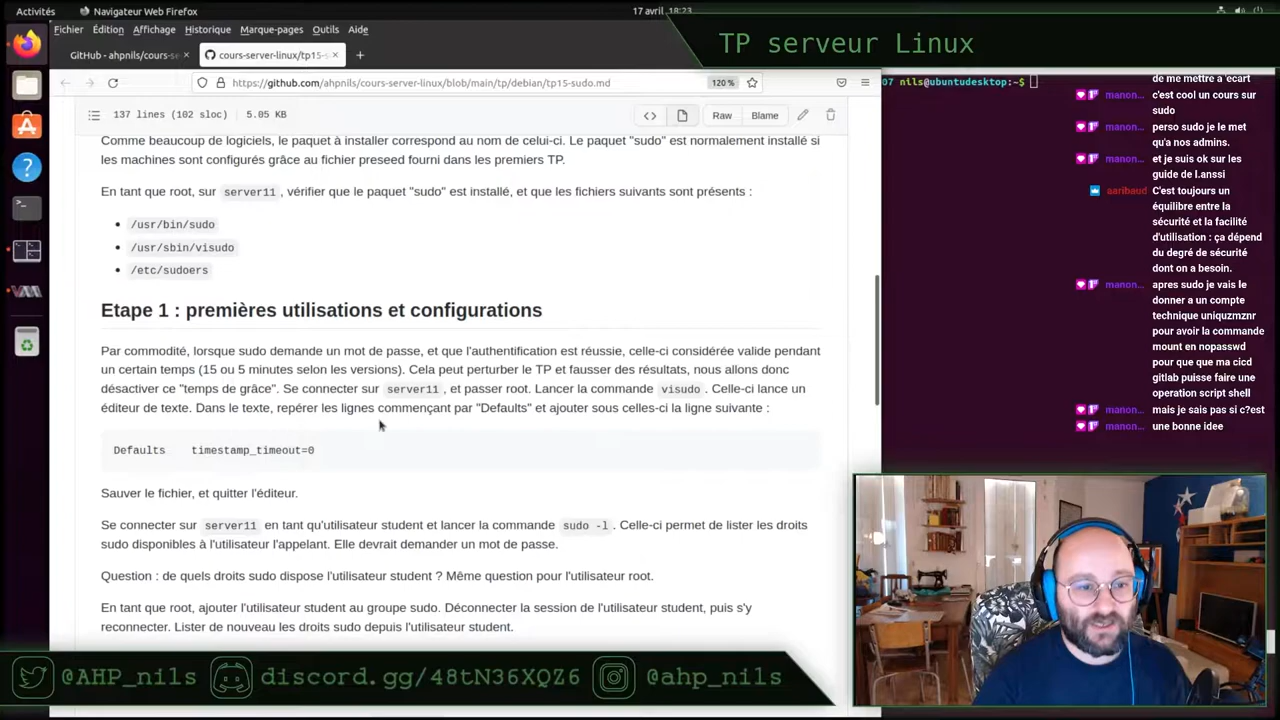 Activités
Navigateur Web Firefox
17 avril 18:23
Fichier Édition Affichage Historique Marque-pages Outils Aide
GitHub - ahpnils/cours-se
cours-server-linux/tp15-
https://github.com/ahpnils/cours-server-linux/blob/main/tp/debian/tp15-sudo.md
120 %
137 lines (102 sloc) 5.05 KB
Raw Blame
Comme beaucoup de logiciels, le paquet à installer correspond au nom de celui-ci. Le paquet "sudo" est normalement installé si
les machines sont configurés grâce au fichier preseed fourni dans les premiers TP.
En tant que root, sur server11, vérifier que le paquet "sudo" est installé, et que les fichiers suivants sont présents :
• /usr/bin/sudo
• /usr/sbin/visudo
• /etc/sudoers
Etape 1 : premières utilisations et configurations
Par commodité, lorsque sudo demande un mot de passe, et que l'authentification est réussie, celle-ci considérée valide pendant
un certain temps (15 ou 5 minutes selon les versions). Cela peut perturber le TP et fausser des résultats, nous allons donc
désactiver ce "temps de grâce". Se connecter sur server11, et passer root. Lancer la commande visudo. Celle-ci lance un
éditeur de texte. Dans le texte, repérer les lignes commençant par "Defaults" et ajouter sous celles-ci la ligne suivante :
Defaults timestamp_timeout=0
Sauver le fichier, et quitter l'éditeur.
Se connecter sur server11 en tant qu'utilisateur student et lancer la commande sudo -l. Celle-ci permet de lister les droits
sudo disponibles à l'utilisateur l'appelant. Elle devrait demander un mot de passe.
Question : de quels droits sudo dispose l'utilisateur student ? Même question pour l'utilisateur root.
En tant que root, ajouter l'utilisateur student au groupe sudo. Déconnecter la session de l'utilisateur student, puis s'y
reconnecter. Lister de nouveau les droits sudo depuis l'utilisateur student.
TP serveur Linux
07 nils@ubuntudesktop:~$
de me mettre a 'ecart
manon... c'est cool un cours sur
sudo
manon... perso sudo je le met
qu'a nos admins.
manon... et je suis ok sur les
guide de l.anssi
aaribaud C'est toujours un
équilibre entre la
sécurité et la facilité
d'utilisation : ça dépend
du degré de sécurité
dont on a besoin.
manon... apres sudo je vais le
donner a un compte
technique uniquzmznr
pour avoir la commande
mount en nopasswd
pour que que ma cicd
gitlab puisse faire une
operation script shell
manon... mais je sais pas si c?est
manon... une bonne idee
@AHP_nils
discord.gg/48tN36XQZ6
@ahp_nils